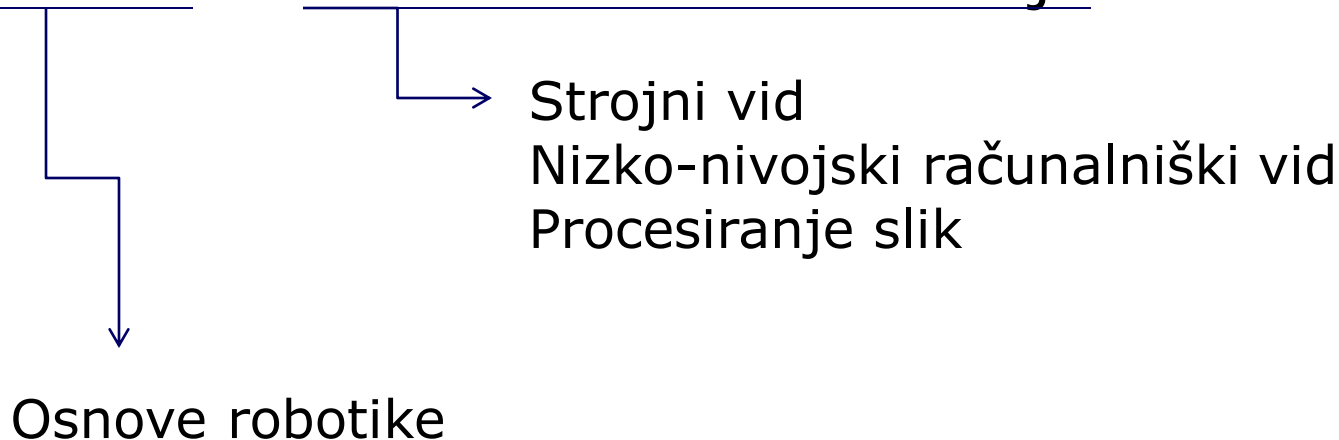 Strojni vid
Nizko-nivojski računalniški vid
Procesiranje slik
Osnove robotike